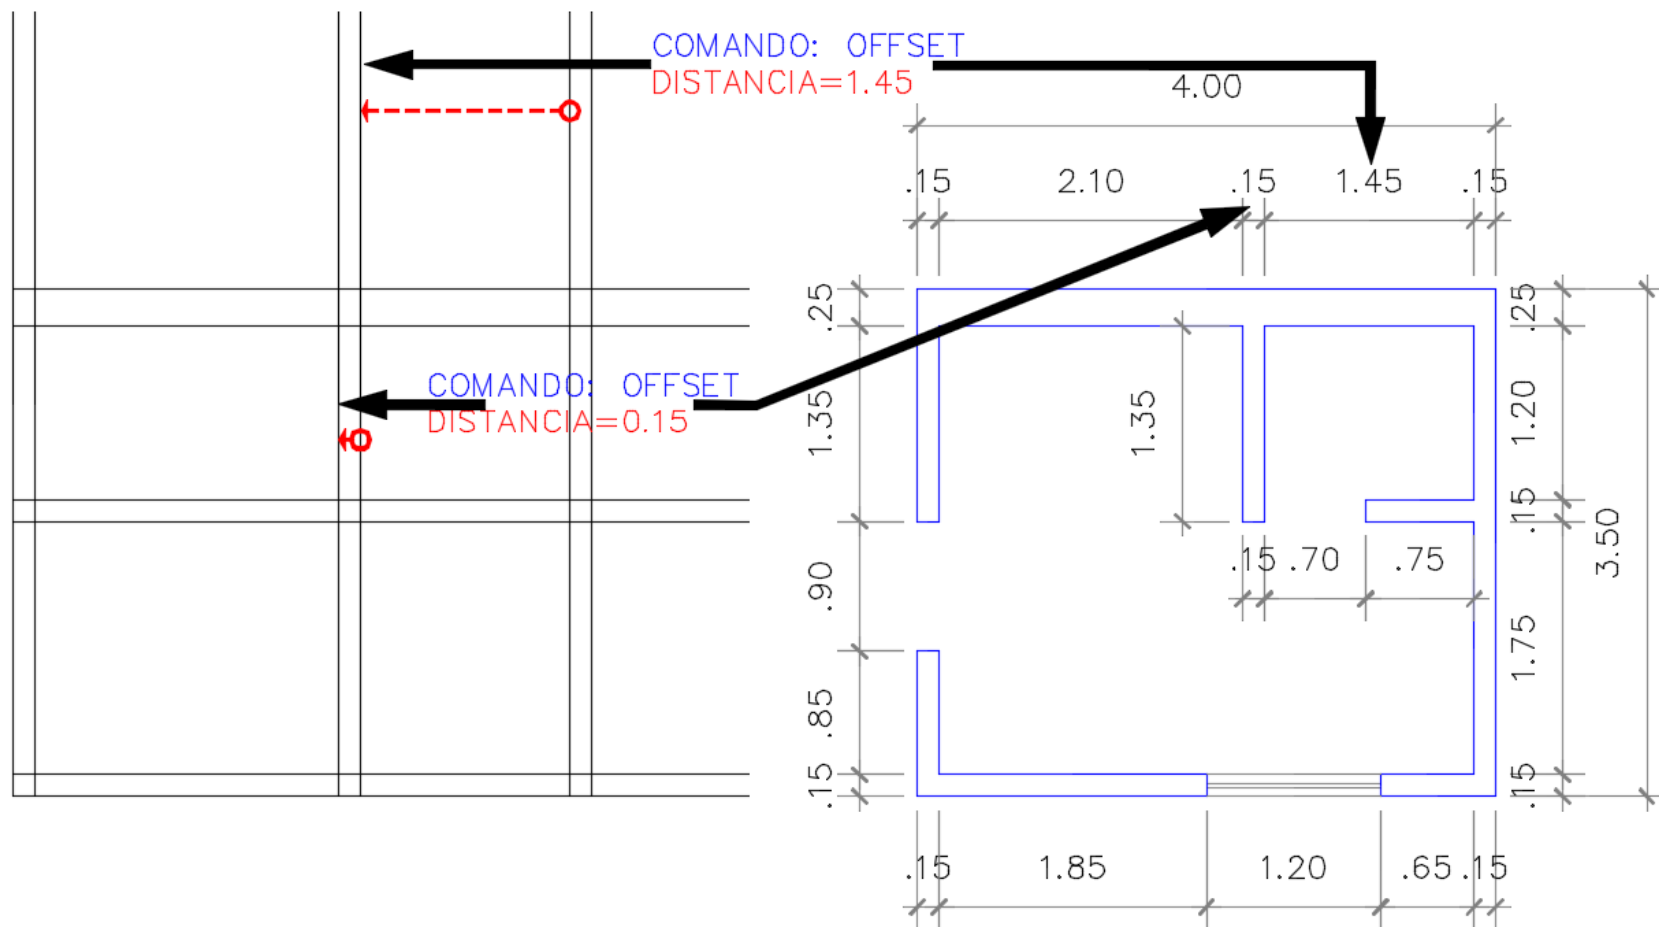 COMANDO: OFFSET
DISTANCIA=1.45
4.00
.15 2.10 .15 1.45 .15
.25
.25
COMANDO: OFFSET
DISTANCIA=0.15
1.35
1.35
1.20
.15
3.50
.15 .70 .75
.90
1.75
.85
.15
.15
.15 1.85 1.20 .65 .15